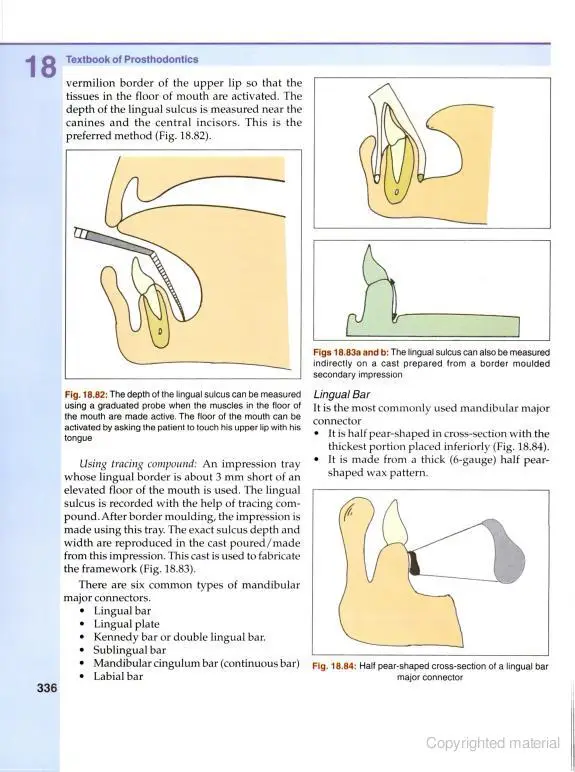 18
Textbook of Prosthodontics
vermilion border of the upper lip so that the
tissues in the floor of mouth are activated. The
depth of the lingual sulcus is measured near the
canines and the central incisors. This is the
preferred method (Fig. 18.82).
Fig. 18.82: The depth of the lingual sulcus can be measured
using a graduated probe when the muscles in the floor of
the mouth are made active. The floor of the mouth can be
activated by asking the patient to touch his upper lip with his
tongue
Using tracing compound: An impression tray
whose lingual border is about 3 mm short of an
elevated floor of the mouth is used. The lingual
sulcus is recorded with the help of tracing com-
pound. After border moulding, the impression is
made using this tray. The exact sulcus depth and
width are reproduced in the cast poured/made
from this impression. This cast is used to fabricate
the framework (Fig. 18.83).
There are six common types of mandibular
major connectors.
• Lingual bar
• Lingual plate
• Kennedy bar or double lingual bar.
• Sublingual bar
• Mandibular cingulum bar (continuous bar)
• Labial bar
Figs 18.83a and b: The lingual sulcus can also be measured
indirectly on a cast prepared from a border moulded
secondary impression
Lingual Bar
It is the most commonly used mandibular major
connector
• It is half pear-shaped in cross-section with the
thickest portion placed inferiorly (Fig. 18.84).
• It is made from a thick (6-gauge) half pear-
shaped wax pattern.
Fig. 18.84: Half pear-shaped cross-section of a lingual bar
major connector
336
Copyrighted material